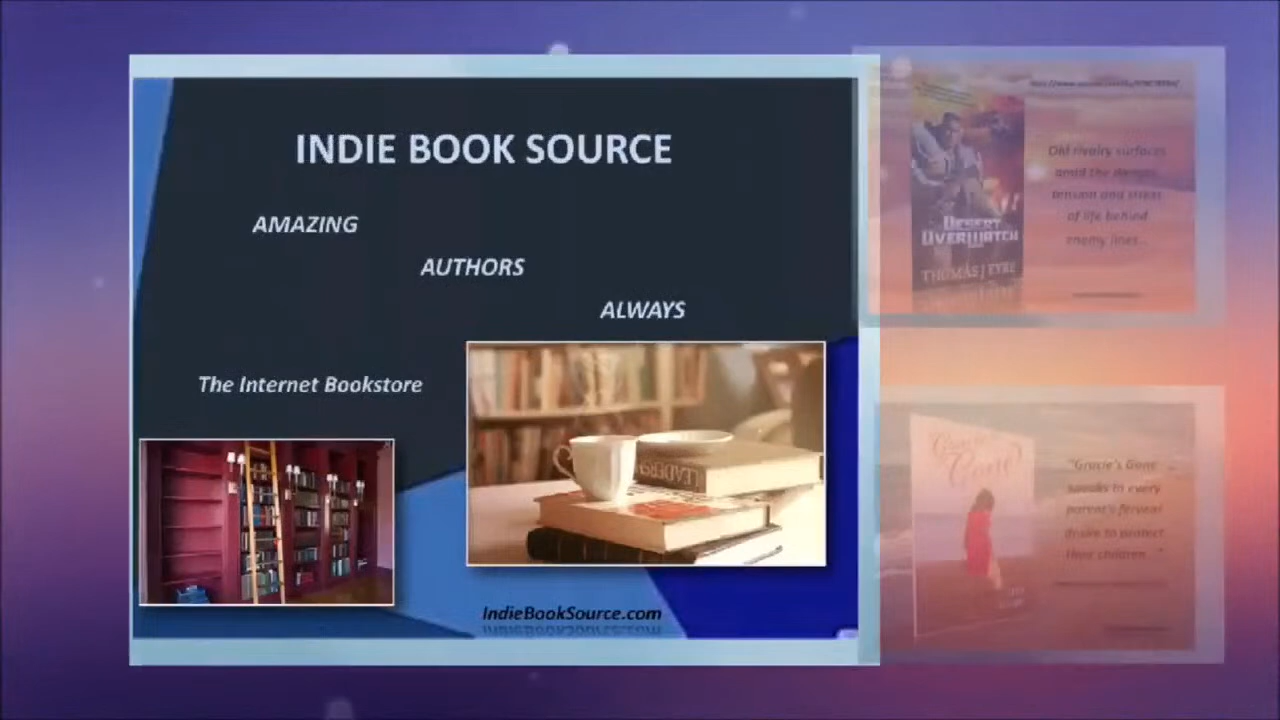 INDIE BOOK SOURCE
AMAZING
AUTHORS
ALWAYS
The Internet Bookstore
LEADERS
IndieBookSource.com
Old rivalry surfaces
amid the danger,
tension and stress
of life behind
enemy lines...
DESERT
OVERWATCH
THOMAS J EYRE
Gracie's
Gone
"Gracie's Gone
speaks to every
parent's fervent
desire to protect
their children..."